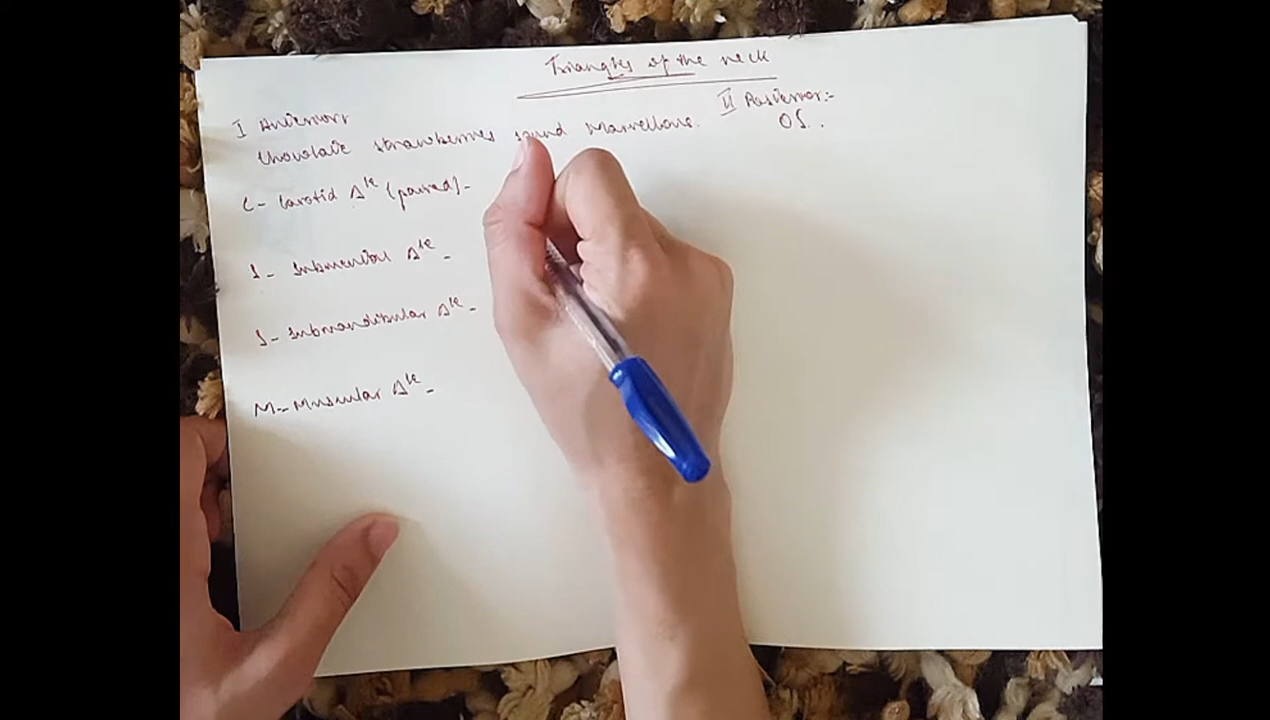 Triangles of the neck
I Anterior:
Chocolate strawberries sound Marvellous.
C- Carotid Δle (paired)-
S- Submental Δle -
S- Submandibular Δle -
M- Muscular Δle -
II Posterior:-
OS..